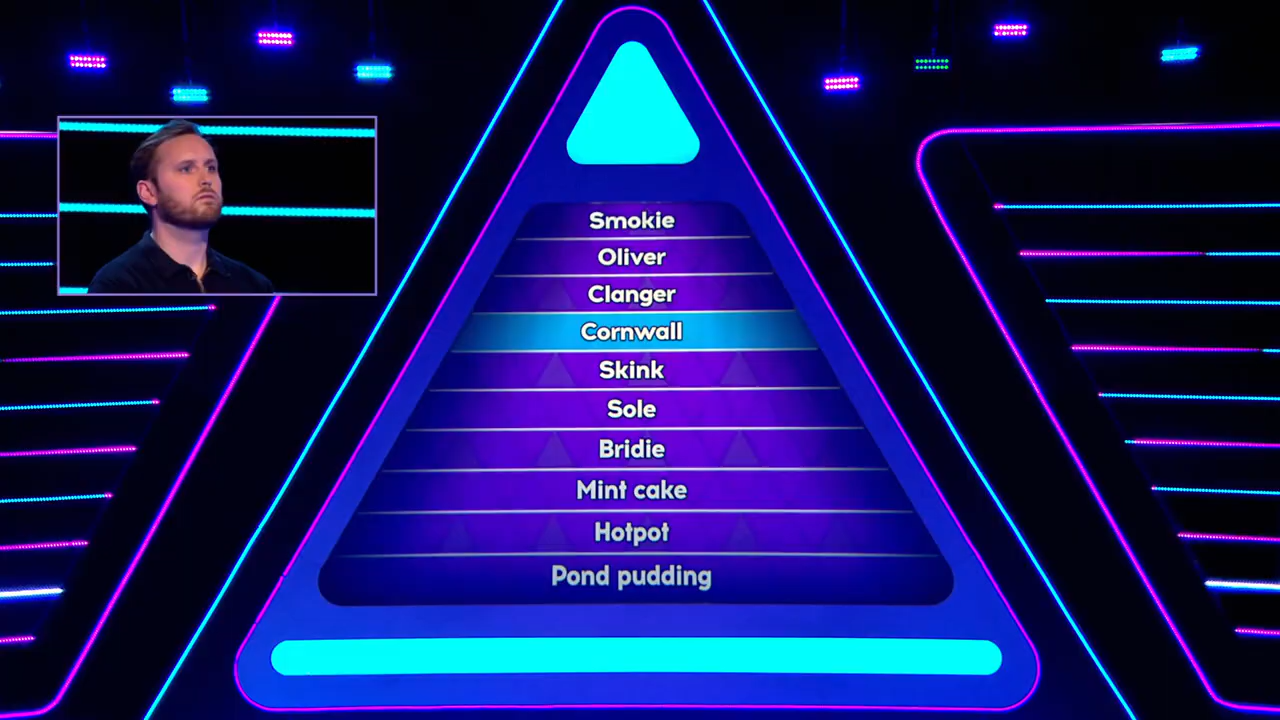 Smokie
Oliver
Clanger
Cornwall
Skink
Sole
Bridie
Mint cake
Hotpot
Pond pudding